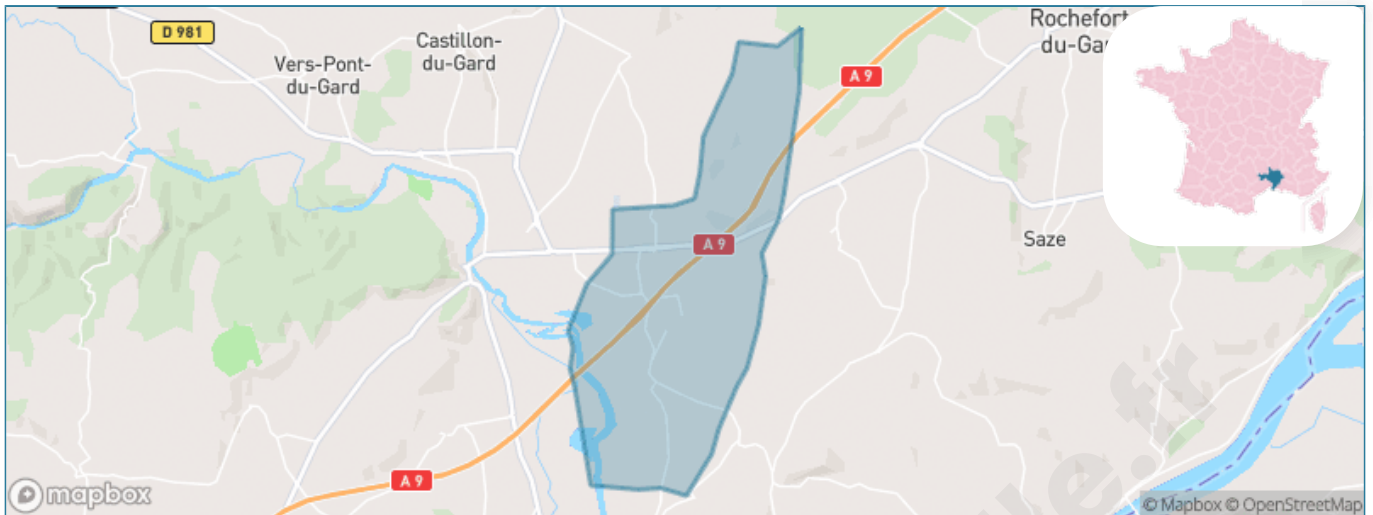 D 981
Castillon-
du-Gard
Vers-Pont-
du-Gard
A 9
Rochefort
du-Ga
A 9
Saze
A 9
mapbox
© Mapbox © OpenStreetMap